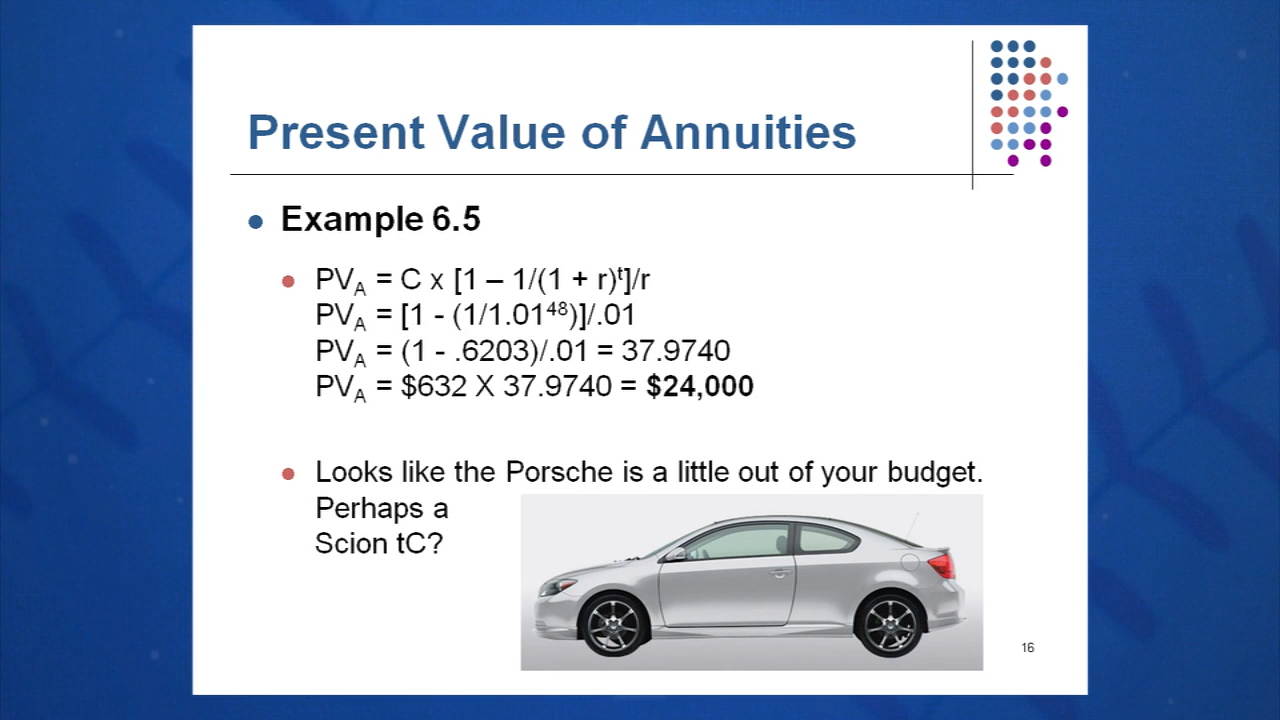 Present Value of Annuities
Example 6.5
PVA = C x [1 – 1/(1 + r)ᵗ]/r
PVA = [1 - (1/1.01⁴⁸)]/.01
PVA = (1 - .6203)/.01 = 37.9740
PVA = $632 X 37.9740 = $24,000
Looks like the Porsche is a little out of your budget.
Perhaps a
Scion tC?
16